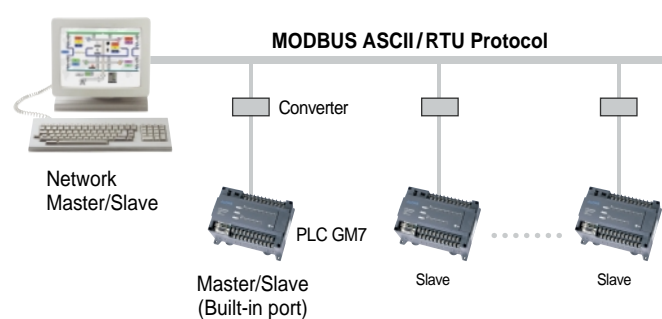 MODBUS ASCII/RTU Protocol
Converter
Network
Master/Slave
PLC GM7
Master/Slave
(Built-in port)
Slave
Slave